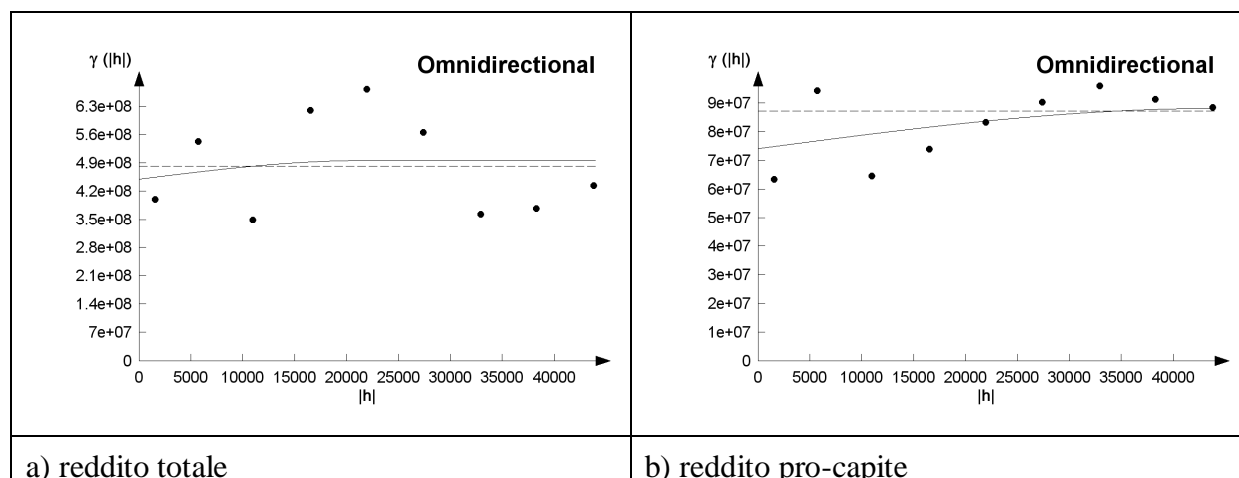 γ (|h|)
Omnidirectional
6.3e+08
5.6e+08
4.9e+08
4.2e+08
3.5e+08
2.8e+08
2.1e+08
1.4e+08
7e+07
0
0 5000 10000 15000 20000 25000 30000 35000 40000
|h|
a) reddito totale
γ (|h|)
Omnidirectional
9e+07
8e+07
7e+07
6e+07
5e+07
4e+07
3e+07
2e+07
1e+07
0
0 5000 10000 15000 20000 25000 30000 35000 40000
|h|
b) reddito pro-capite